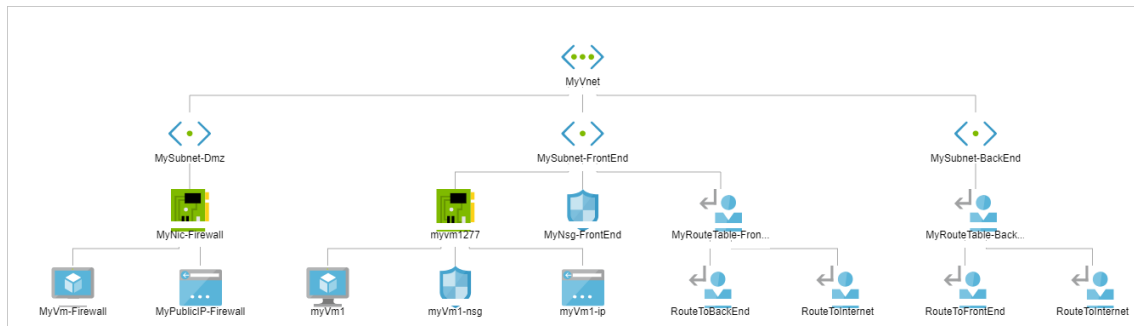 MyVnet
MySubnet-Dmz
MySubnet-FrontEnd
MySubnet-BackEnd
MyNic-Firewall
myvm1277
MyNsg-FrontEnd
MyRouteTable-Fron...
MyRouteTable-Back...
MyVm-Firewall
MyPublicIP-Firewall
myVm1
myVm1-nsg
myVm1-ip
RouteToBackEnd
RouteToInternet
RouteToFrontEnd
RouteToInternet